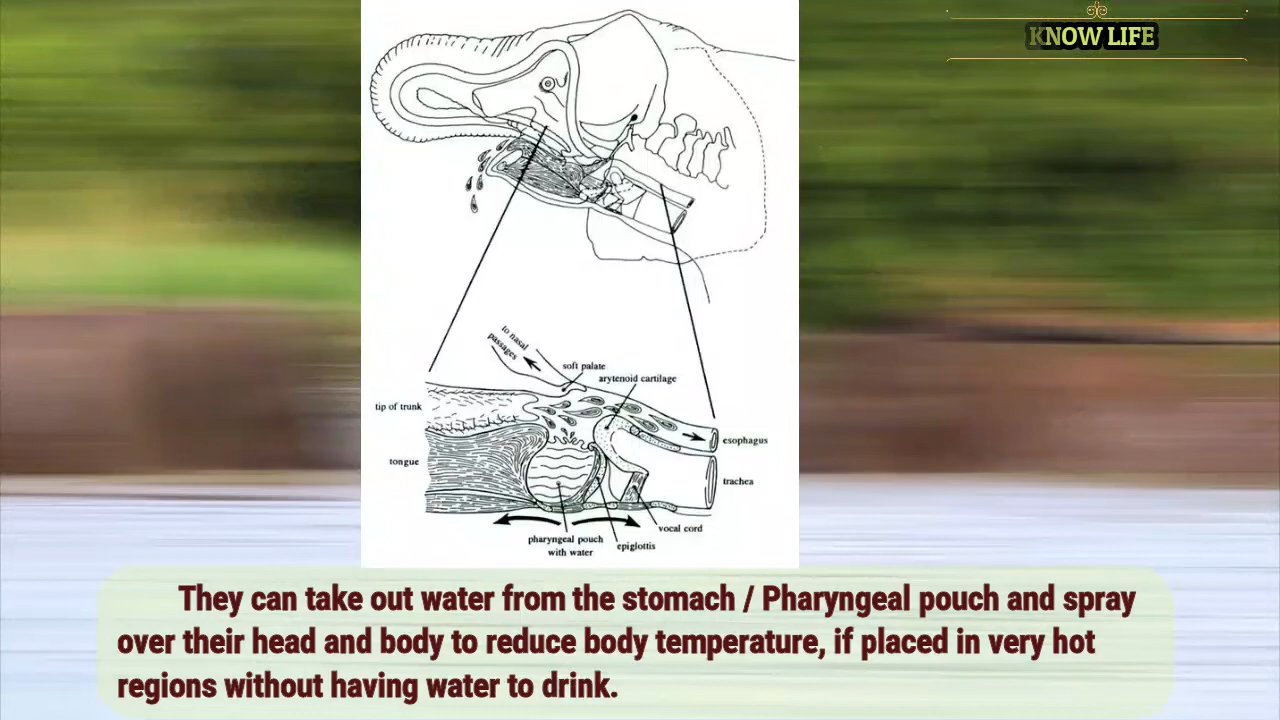 KNOW LIFE
to nasal
passages
soft palate
arytenoid cartilage
tip of trunk
esophagus
tongue
trachea
vocal cord
pharyngeal pouch
with water
epiglottis
They can take out water from the stomach / Pharyngeal pouch and spray
over their head and body to reduce body temperature, if placed in very hot
regions without having water to drink.